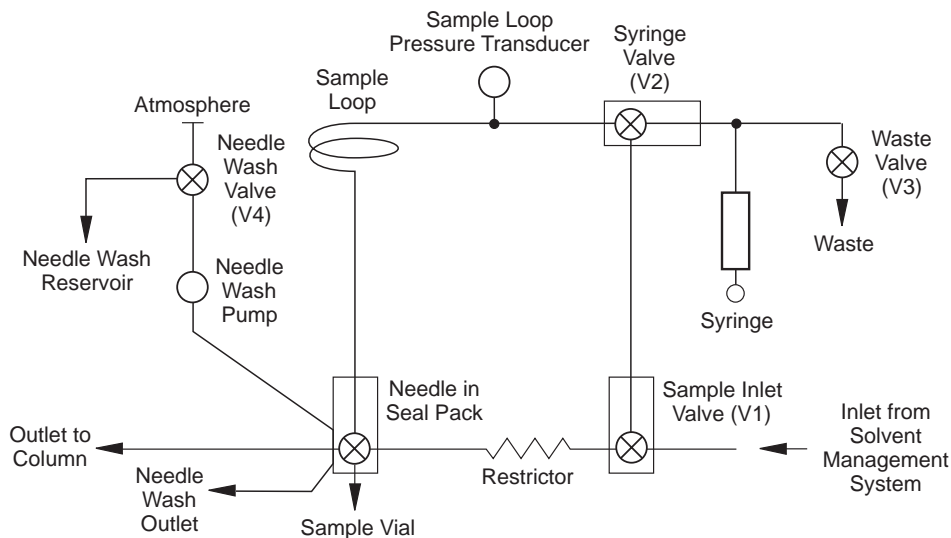 Sample Loop
Pressure Transducer
Syringe
Valve
(V2)
Sample
Loop
Atmosphere
Needle
Wash
Valve
(V4)
Waste
Valve
(V3)
Needle Wash
Reservoir
Needle
Wash
Pump
Waste
Syringe
Needle in
Seal Pack
Sample Inlet
Valve (V1)
Inlet from
Solvent
Management
System
Outlet to
Column
Restrictor
Needle
Wash
Outlet
Sample Vial